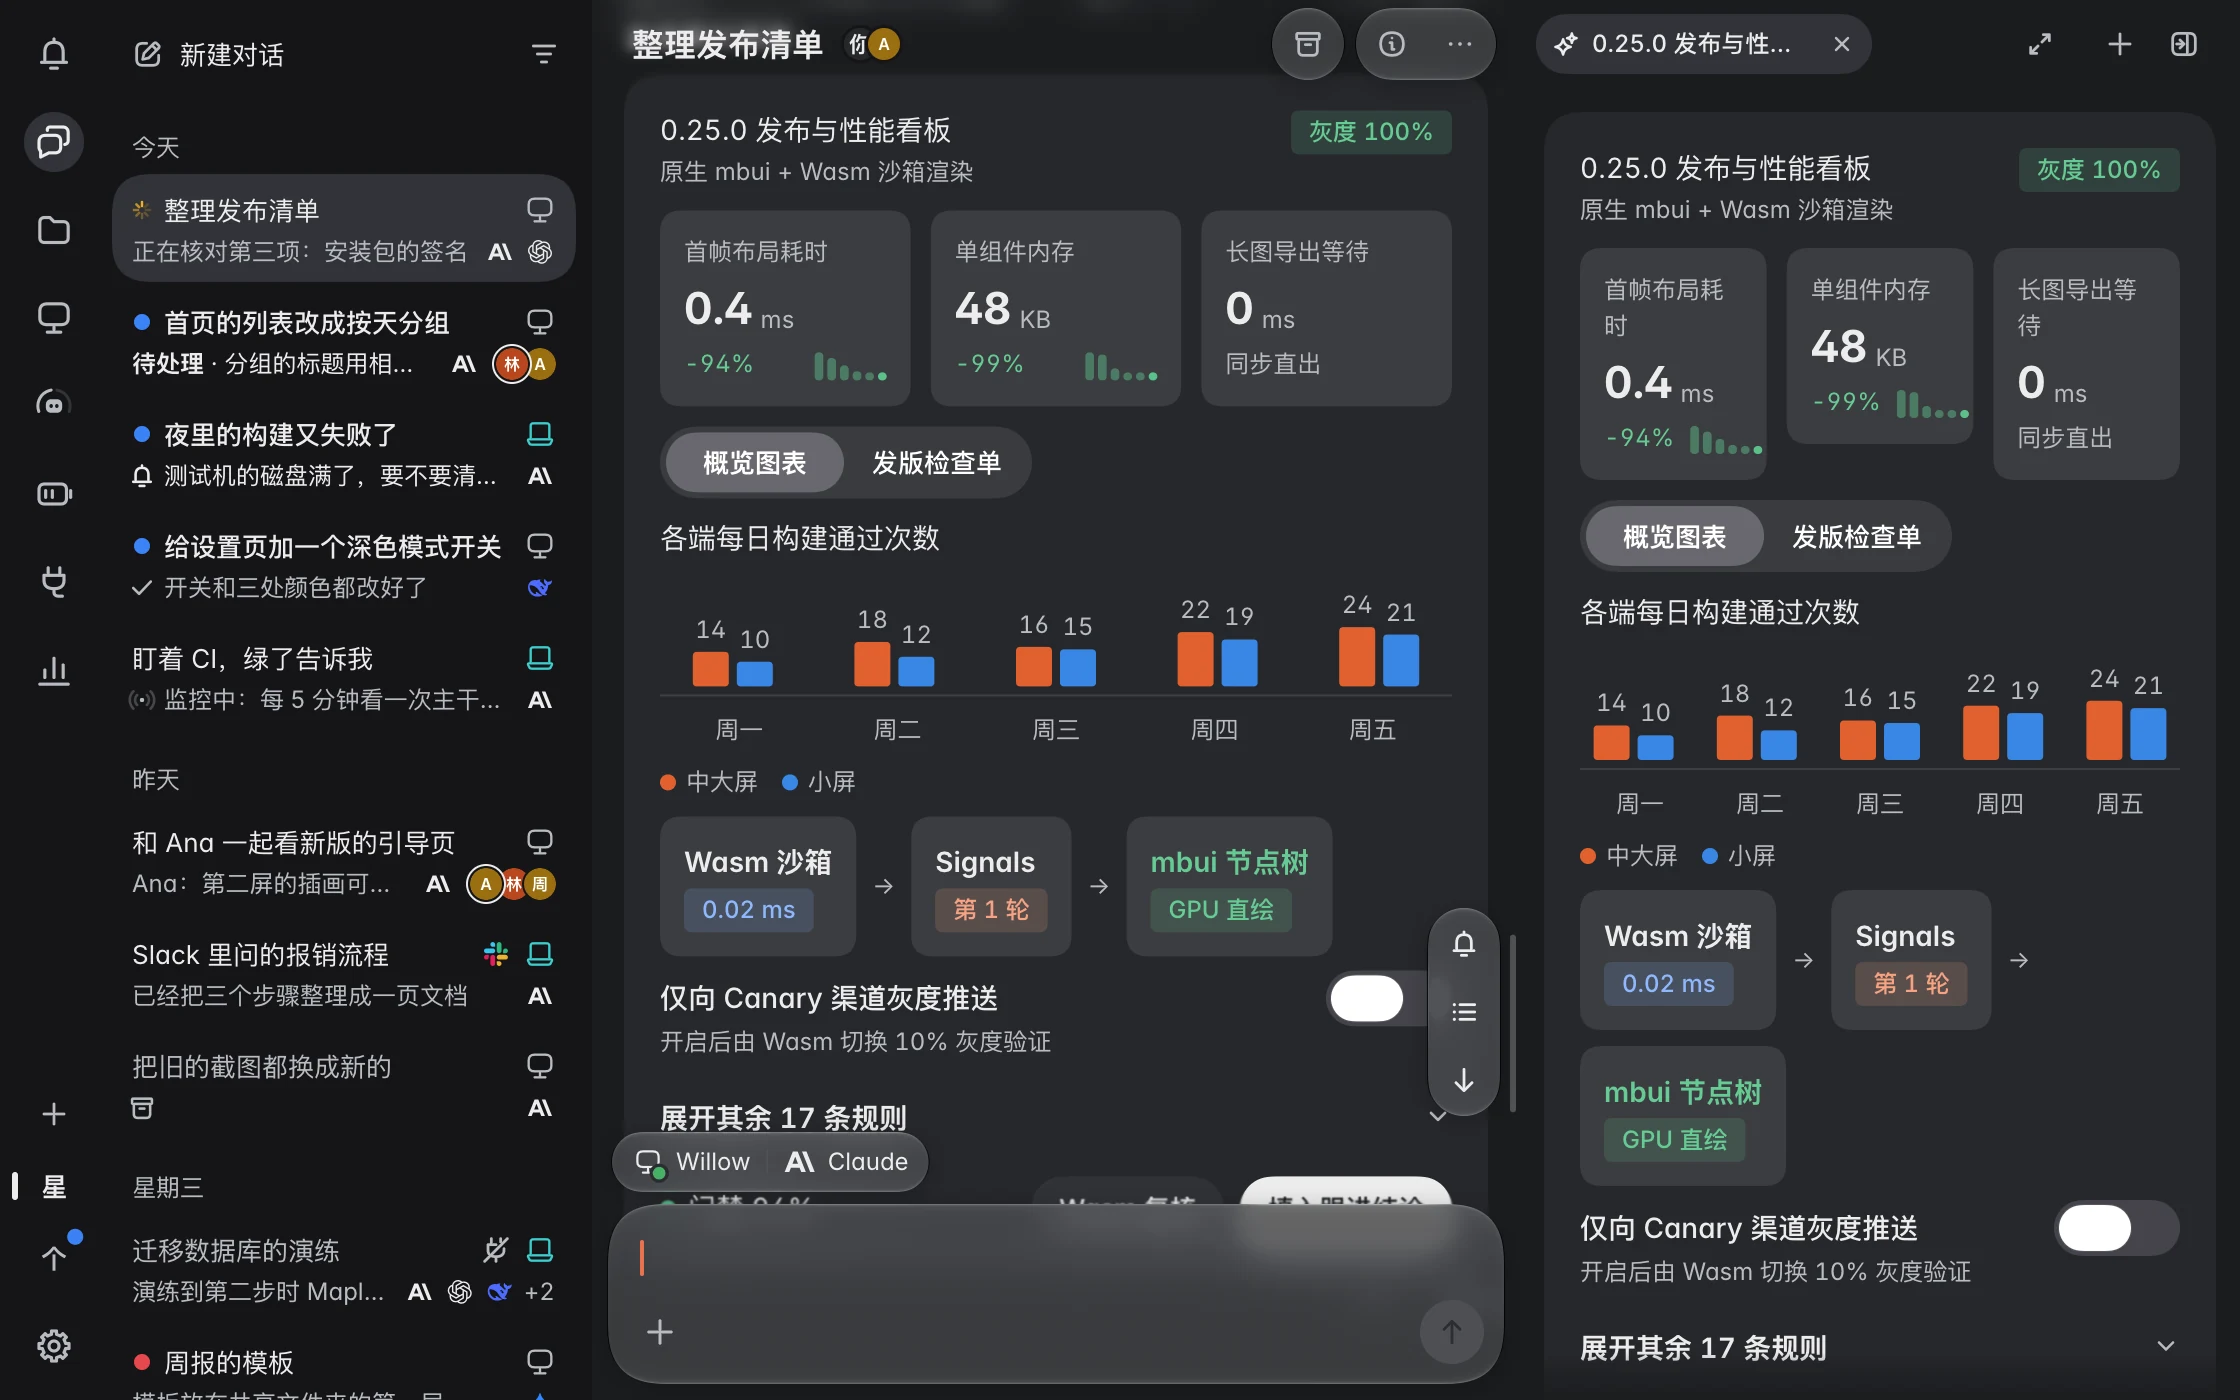 新建对话
今天
整理发布清单
正在核对第三项：安装包的签名
首页的列表改成按天分组
待处理 · 分组的标题用相...
林 A
夜里的构建又失败了
测试机的磁盘满了，要不要清...
给设置页加一个深色模式开关
开关和三处颜色都改好了
盯着 CI，绿了告诉我
监控中：每 5 分钟看一次主干...
昨天
和 Ana 一起看新版的引导页
Ana：第二屏的插画可...
A 林 周
Slack 里问的报销流程
已经把三个步骤整理成一页文档
把旧的截图都换成新的
星
星期三
迁移数据库的演练
演练到第二步时 Mapl...
+2
周报的模板
整理发布清单
A
0.25.0 发布与性能看板
灰度 100%
原生 mbui + Wasm 沙箱渲染
首帧布局耗时
0.4 ms
-94%
单组件内存
48 KB
-99%
长图导出等待
0 ms
同步直出
概览图表
发版检查单
各端每日构建通过次数
14 10 18 12 16 15 22 19 24 21
周一 周二 周三 周四 周五
中大屏 小屏
Wasm 沙箱
0.02 ms
→
Signals
第 1 轮
→
mbui 节点树
GPU 直绘
仅向 Canary 渠道灰度推送
开启后由 Wasm 切换 10% 灰度验证
展开其余 17 条规则
Willow
Claude
0.25.0 发布与性...
0.25.0 发布与性能看板
灰度 100%
原生 mbui + Wasm 沙箱渲染
首帧布局耗
时
0.4 ms
-94%
单组件内存
48 KB
-99%
长图导出等
待
0 ms
同步直出
概览图表
发版检查单
各端每日构建通过次数
14 10 18 12 16 15 22 19 24 21
周一 周二 周三 周四 周五
中大屏 小屏
Wasm 沙箱
0.02 ms
→
Signals
第 1 轮
→
mbui 节点树
GPU 直绘
仅向 Canary 渠道灰度推送
开启后由 Wasm 切换 10% 灰度验证
展开其余 17 条规则